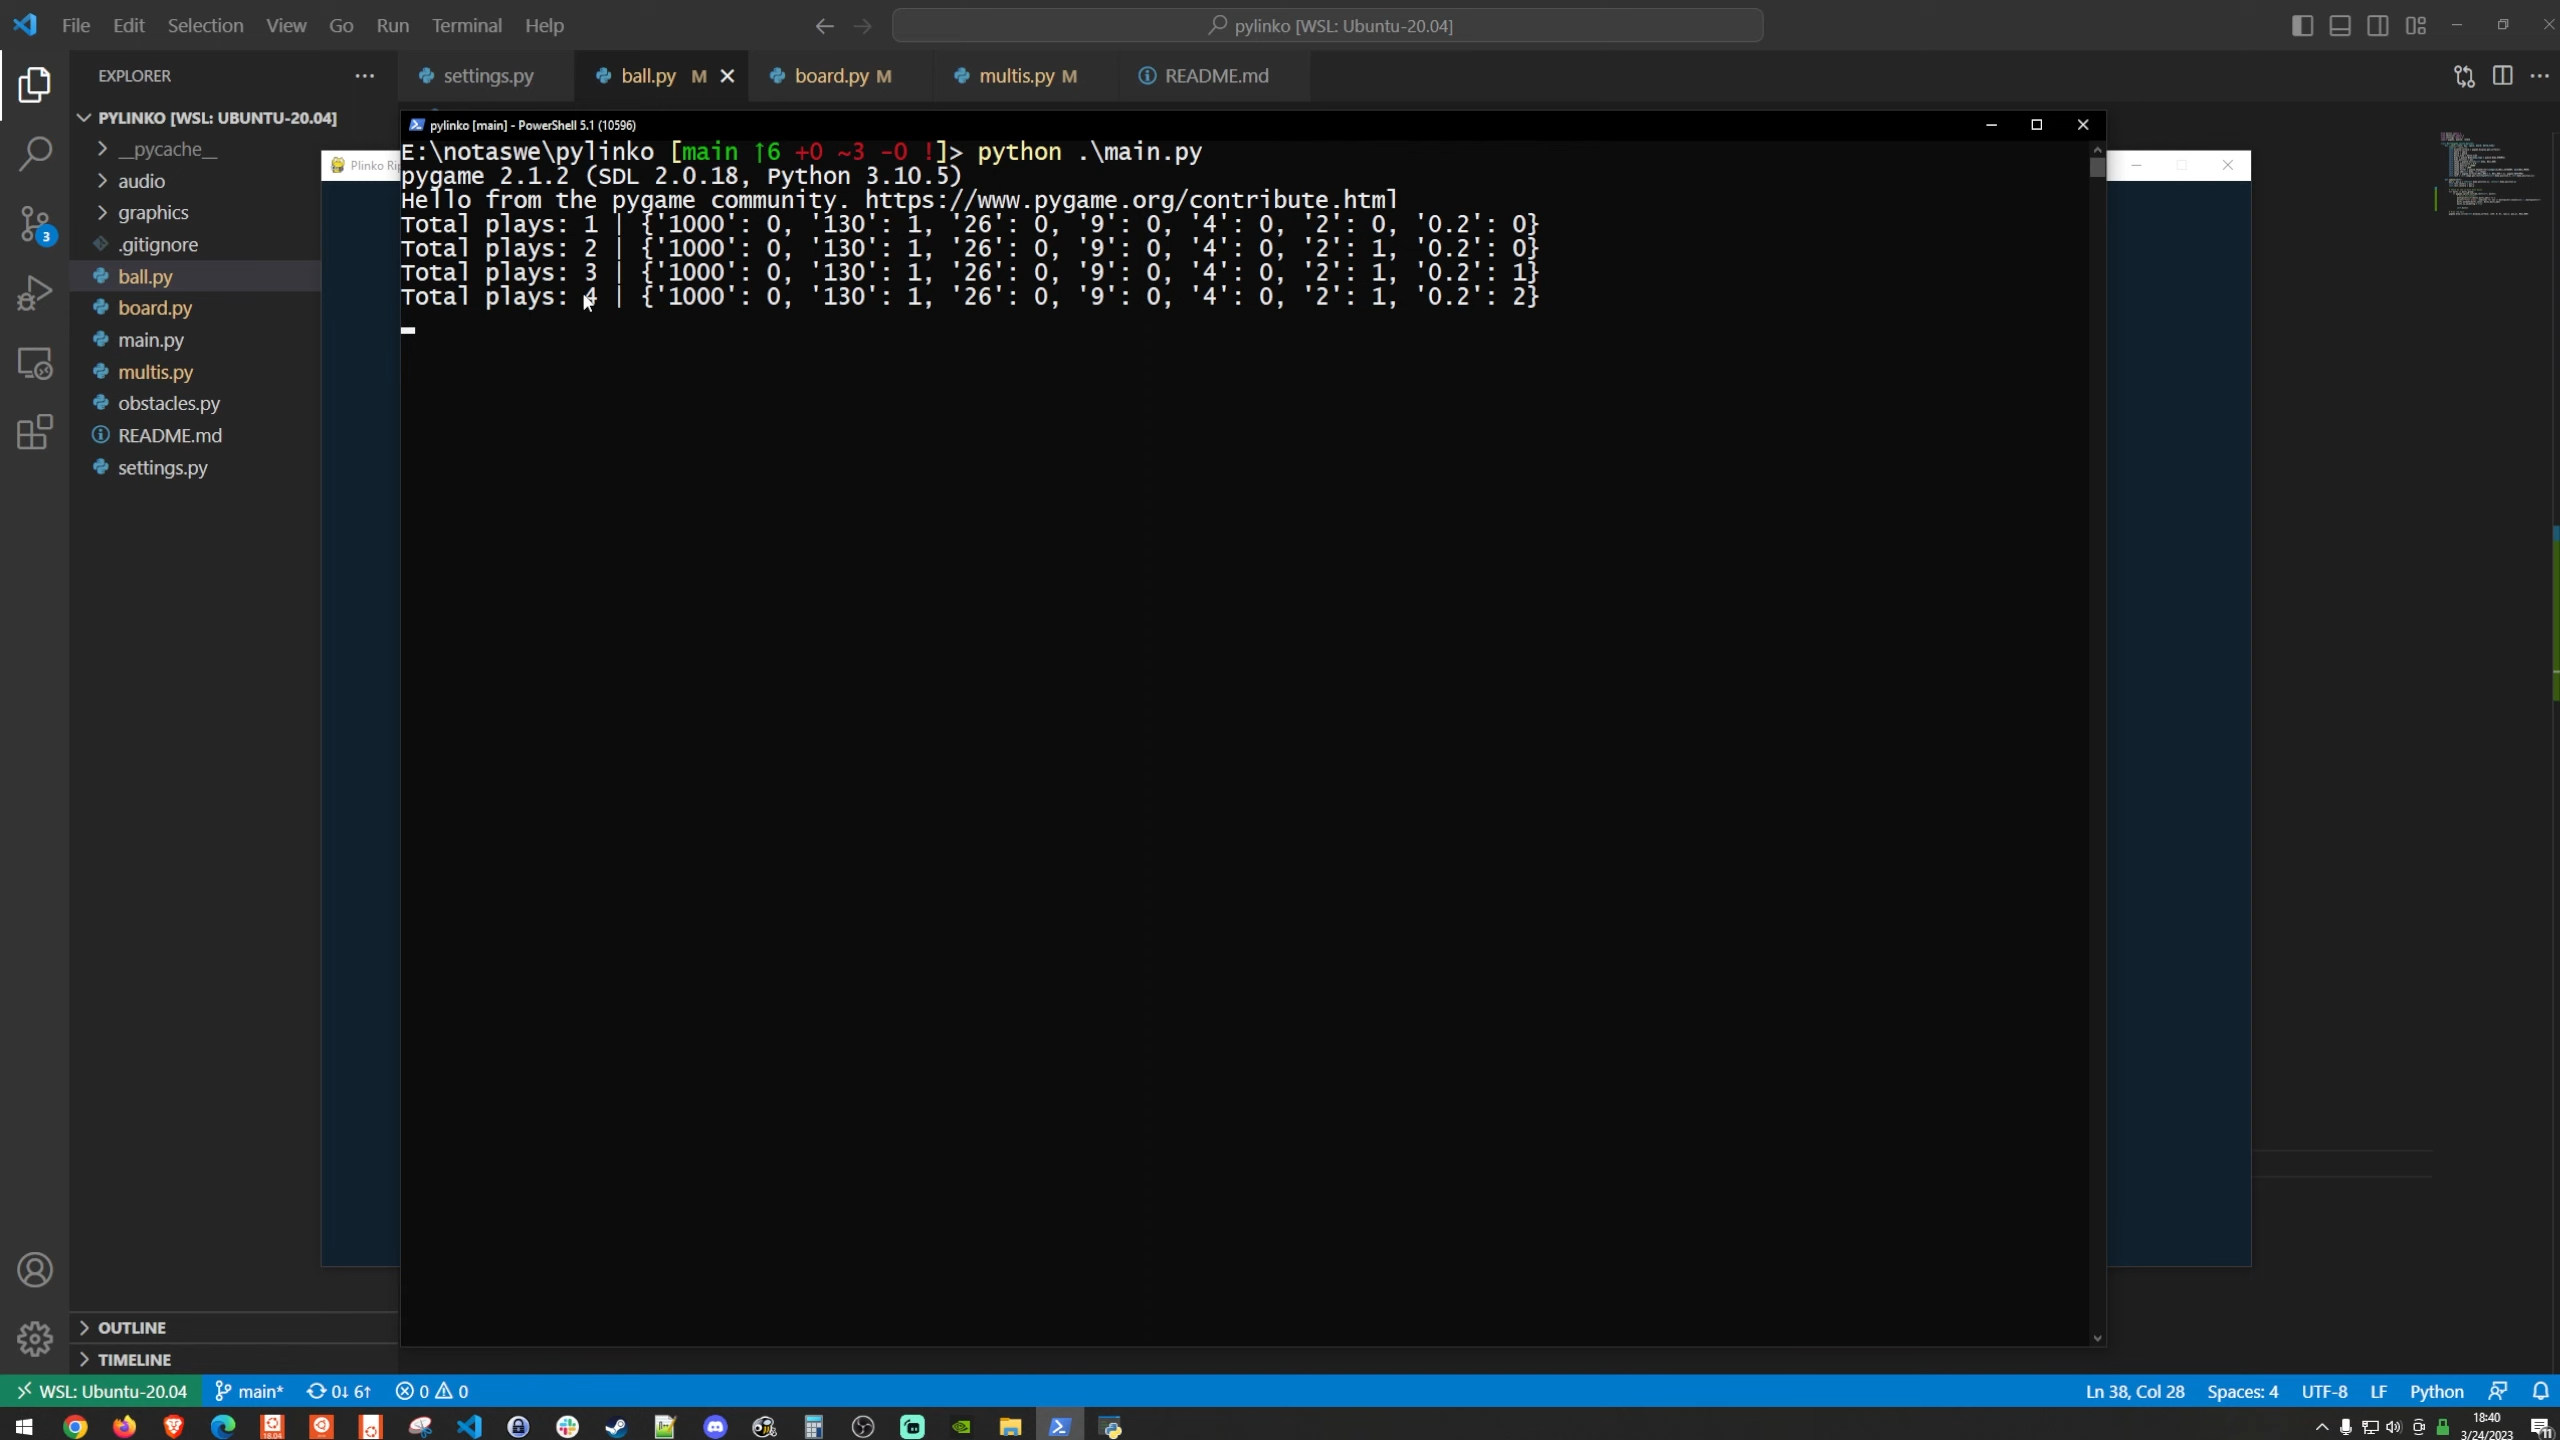 File Edit Selection View Go Run Terminal Help
pylinko [WSL: Ubuntu-20.04]
EXPLORER
settings.py
ball.py M
board.py M
multis.py M
README.md
PYLINKO [WSL: UBUNTU-20.04]
__pycache__
audio
graphics
.gitignore
ball.py
board.py
main.py
multis.py
obstacles.py
README.md
settings.py
3
Plinko
pylinko [main] - PowerShell 5.1 (10596)
E:\notaswe\pylinko [main ↑6 +0 ~3 -0 !]> python .\main.py
pygame 2.1.2 (SDL 2.0.18, Python 3.10.5)
Hello from the pygame community. https://www.pygame.org/contribute.html
Total plays: 1 | {'1000': 0, '130': 1, '26': 0, '9': 0, '4': 0, '2': 0, '0.2': 0}
Total plays: 2 | {'1000': 0, '130': 1, '26': 0, '9': 0, '4': 0, '2': 1, '0.2': 0}
Total plays: 3 | {'1000': 0, '130': 1, '26': 0, '9': 0, '4': 0, '2': 1, '0.2': 1}
Total plays: 4 | {'1000': 0, '130': 1, '26': 0, '9': 0, '4': 0, '2': 1, '0.2': 2}
OUTLINE
TIMELINE
WSL: Ubuntu-20.04 main* 0↓ 6↑ 0 0
Ln 38, Col 28 Spaces: 4 UTF-8 LF Python
18.04
18:40
3/24/2023